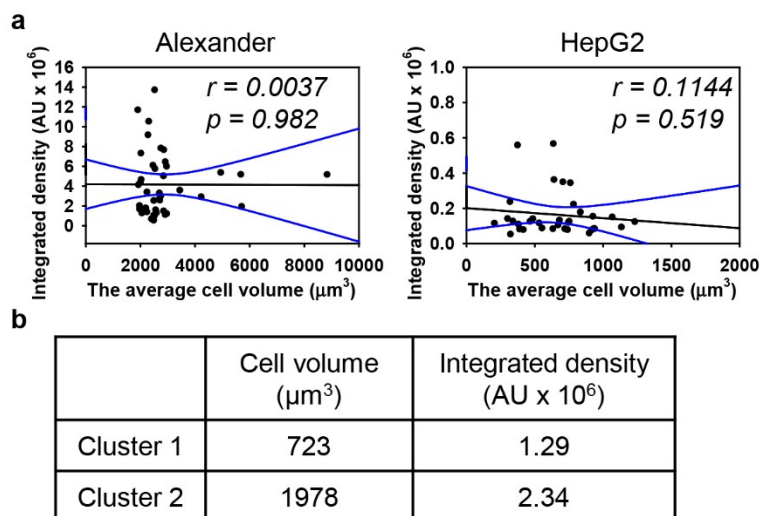 a
Alexander
Integrated density (AU x 10⁶)
16
14
12
10
8
6
4
2
0
r = 0.0037
p = 0.982
0 2000 4000 6000 8000 10000
The average cell volume (µm³)
HepG2
Integrated density (AU x 10⁶)
1.0
0.8
0.6
0.4
0.2
0.0
r = 0.1144
p = 0.519
0 500 1000 1500 2000
The average cell volume (µm³)
b
Cell volume
(µm³)
Integrated density
(AU x 10⁶)
Cluster 1 723 1.29
Cluster 2 1978 2.34